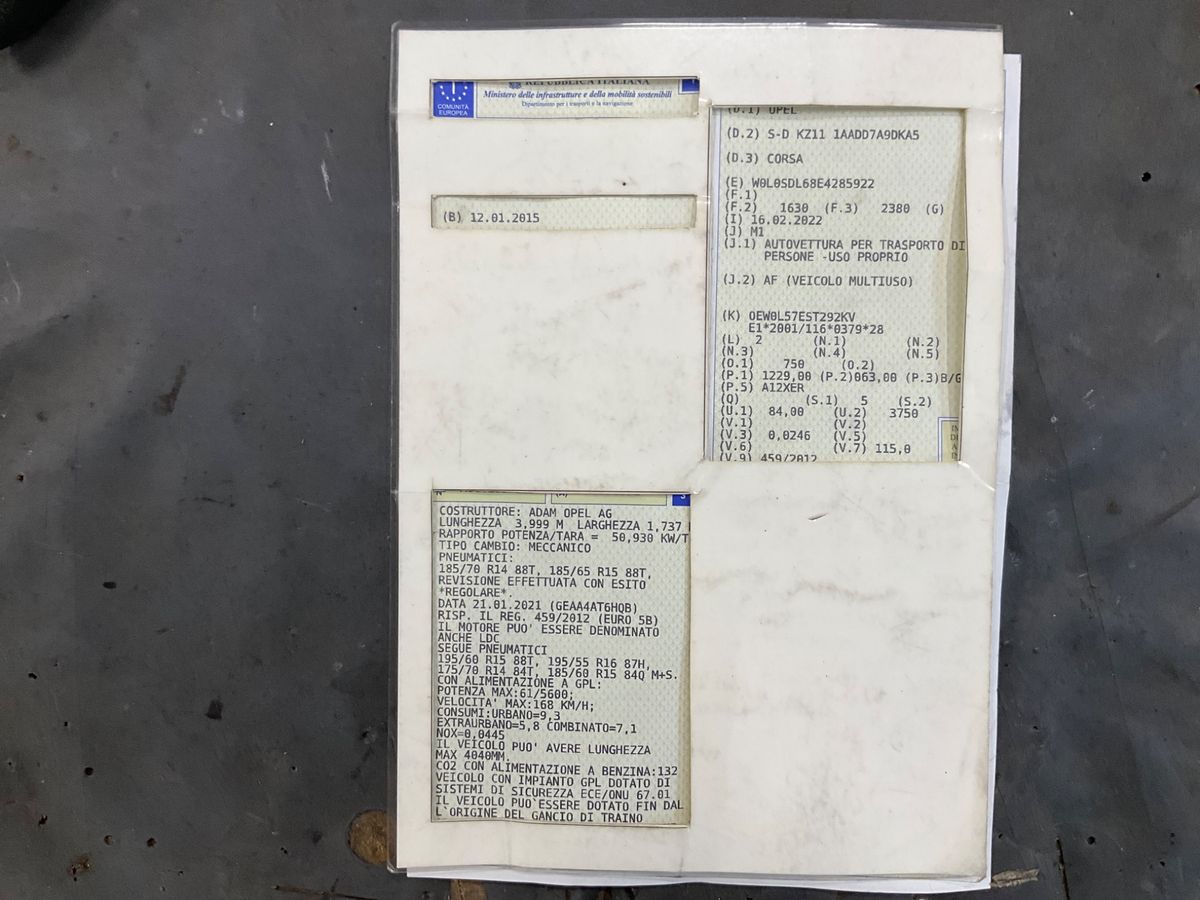 COMUNITÀ
EUROPEA
REPUBBLICA ITALIANA
Ministero delle infrastrutture e della mobilità sostenibili
Dipartimento per i trasporti e la navigazione
(B) 12.01.2015
(D.1) OPEL
(D.2) S-D KZ11 1AADD7A9DKA5
(D.3) CORSA
(E) W0L0SDL68E4285922
(F.1)
(F.2) 1630 (F.3) 2380 (G)
(I) 16.02.2022
(J) M1
(J.1) AUTOVETTURA PER TRASPORTO DI
PERSONE -USO PROPRIO
(J.2) AF (VEICOLO MULTIUSO)
(K) OEW0L57EST292KV
E1*2001/116*0379*28
(L) 2 (N.1) (N.2)
(N.3) (N.4) (N.5)
(O.1) 750 (O.2)
(P.1) 1229,00 (P.2)063,00 (P.3)B/G
(P.5) A12XER
(Q) (S.1) 5 (S.2)
(U.1) 84,00 (U.2) 3750
(V.1) (V.2)
(V.3) 0,0246 (V.5)
(V.6) (V.7) 115,0
(V.9) 459/2012
3
COSTRUTTORE: ADAM OPEL AG
LUNGHEZZA 3,999 M LARGHEZZA 1,737
RAPPORTO POTENZA/TARA = 50,930 KW/T
TIPO CAMBIO: MECCANICO
PNEUMATICI:
185/70 R14 88T, 185/65 R15 88T,
REVISIONE EFFETTUATA CON ESITO
*REGOLARE*.
DATA 21.01.2021 (GEAA4AT6HQB)
RISP. IL REG. 459/2012 (EURO 5B)
IL MOTORE PUO' ESSERE DENOMINATO
ANCHE LDC
SEGUE PNEUMATICI
195/60 R15 88T, 195/55 R16 87H,
175/70 R14 84T, 185/60 R15 84Q M+S.
CON ALIMENTAZIONE A GPL:
POTENZA MAX:61/5600;
VELOCITA' MAX:168 KM/H;
CONSUMI:URBANO=9,3
EXTRAURBANO=5,8 COMBINATO=7,1
NOX=0,0445
IL VEICOLO PUO' AVERE LUNGHEZZA
MAX 4040MM.
CO2 CON ALIMENTAZIONE A BENZINA:132
VEICOLO CON IMPIANTO GPL DOTATO DI
SISTEMI DI SICUREZZA ECE/ONU 67.01
IL VEICOLO PUO`ESSERE DOTATO FIN DAL
L`ORIGINE DEL GANCIO DI TRAINO